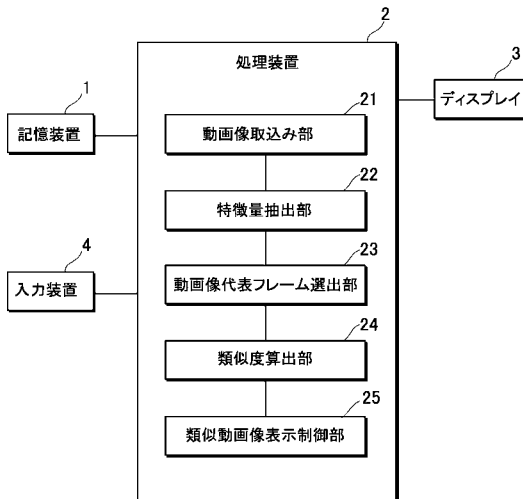 2
処理装置
3
ディスプレイ
1
記憶装置
21
動画像取込み部
22
特徴量抽出部
4
入力装置
23
動画像代表フレーム選出部
24
類似度算出部
25
類似動画像表示制御部